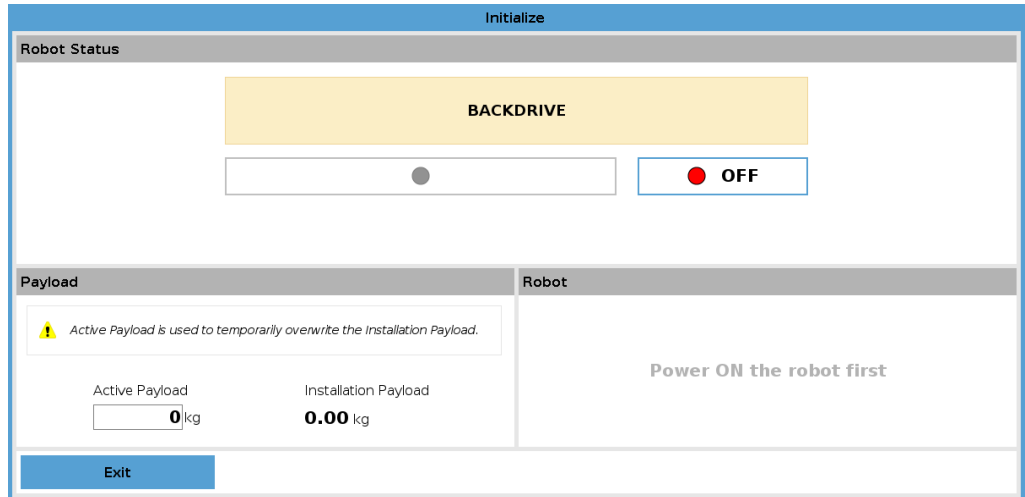 Initialize
Robot Status
BACKDRIVE
OFF
Payload
Robot
Active Payload is used to temporarily overwrite the Installation Payload.
Power ON the robot first
Active Payload
Installation Payload
0 kg
0.00 kg
Exit